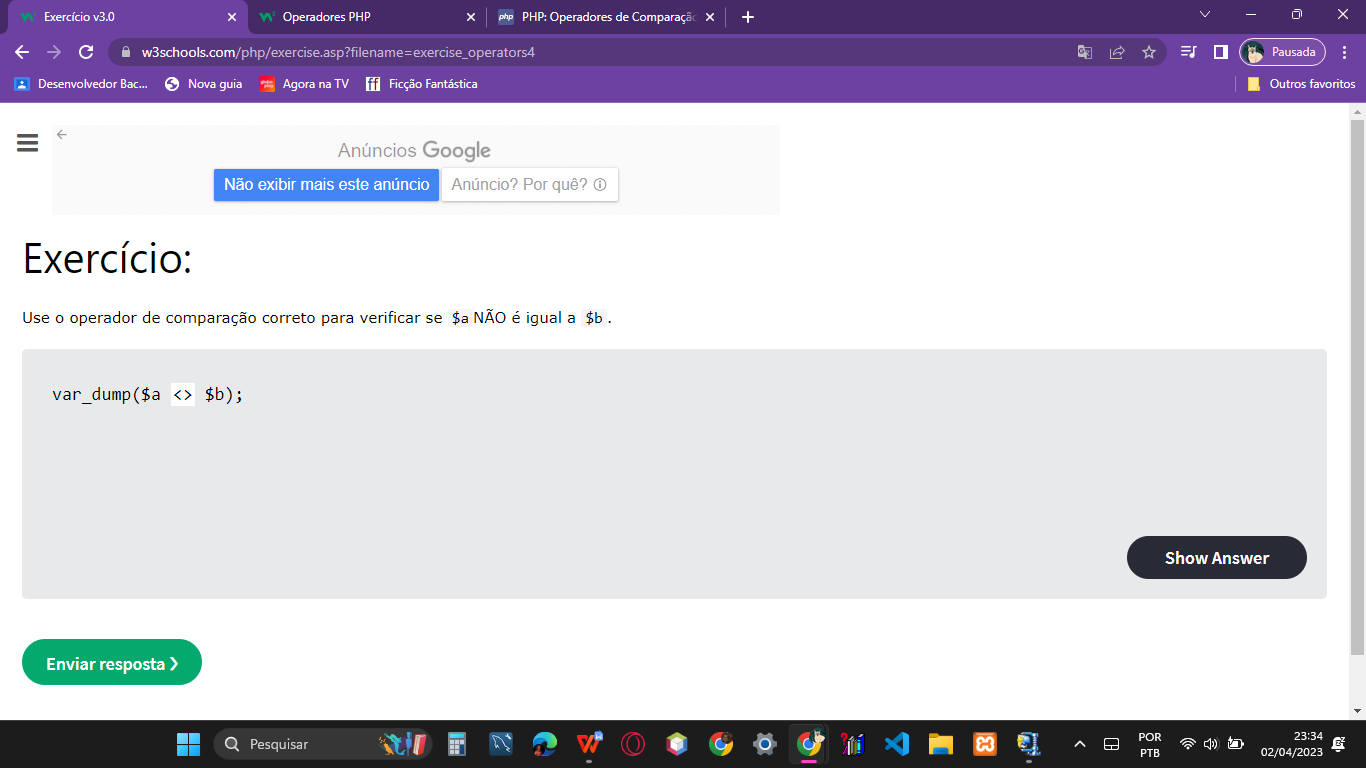 Exercício v3.0
Operadores PHP
PHP: Operadores de Comparação
w3schools.com/php/exercise.asp?filename=exercise_operators4
Pausada
Desenvolvedor Bac...
Nova guia
Agora na TV
Ficção Fantástica
Outros favoritos
Anúncios Google
Não exibir mais este anúncio
Anúncio? Por quê?
Exercício:
Use o operador de comparação correto para verificar se $a NÃO é igual a $b.
var_dump($a <> $b);
Show Answer
Enviar resposta ❯
Pesquisar
POR
PTB
23:34
02/04/2023